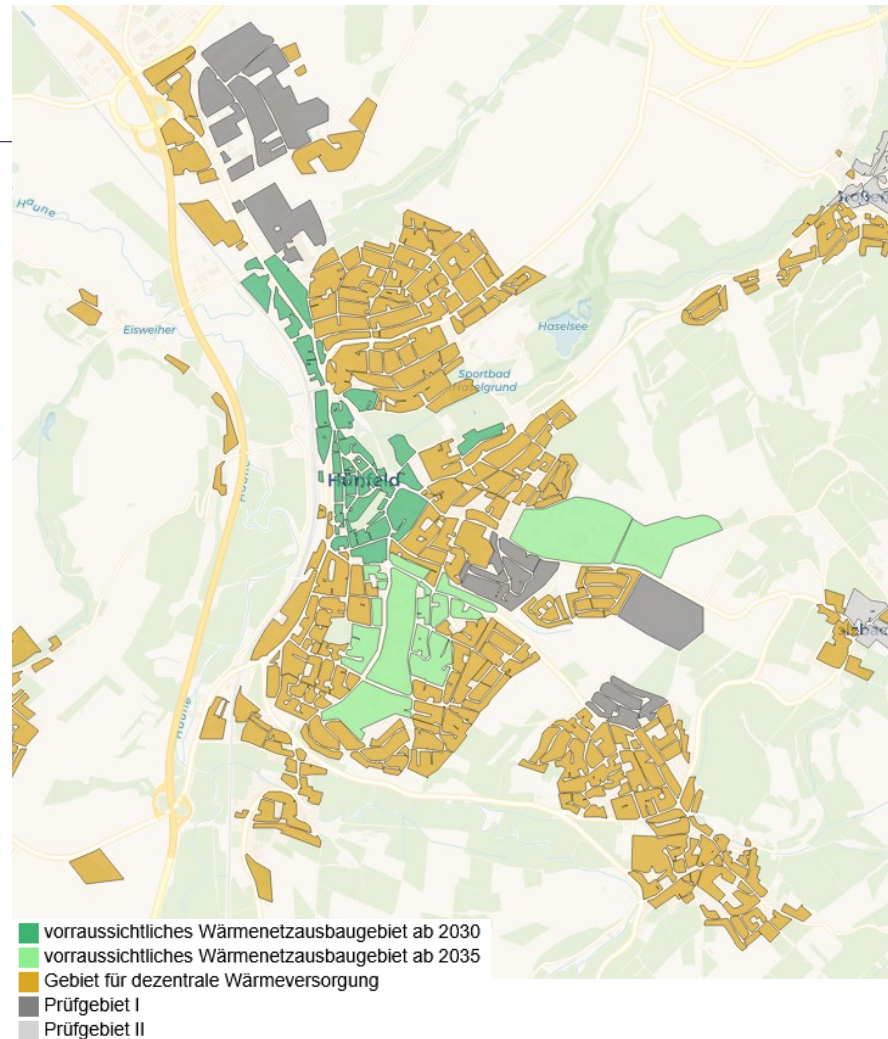 Haune
Eisweiher
Haselsee
Sportbad
Haselgrund
Hünfeld
Haune
Haune
vorraussichtliches Wärmenetzausbaugebiet ab 2030
vorraussichtliches Wärmenetzausbaugebiet ab 2035
Gebiet für dezentrale Wärmeversorgung
Prüfgebiet I
Prüfgebiet II